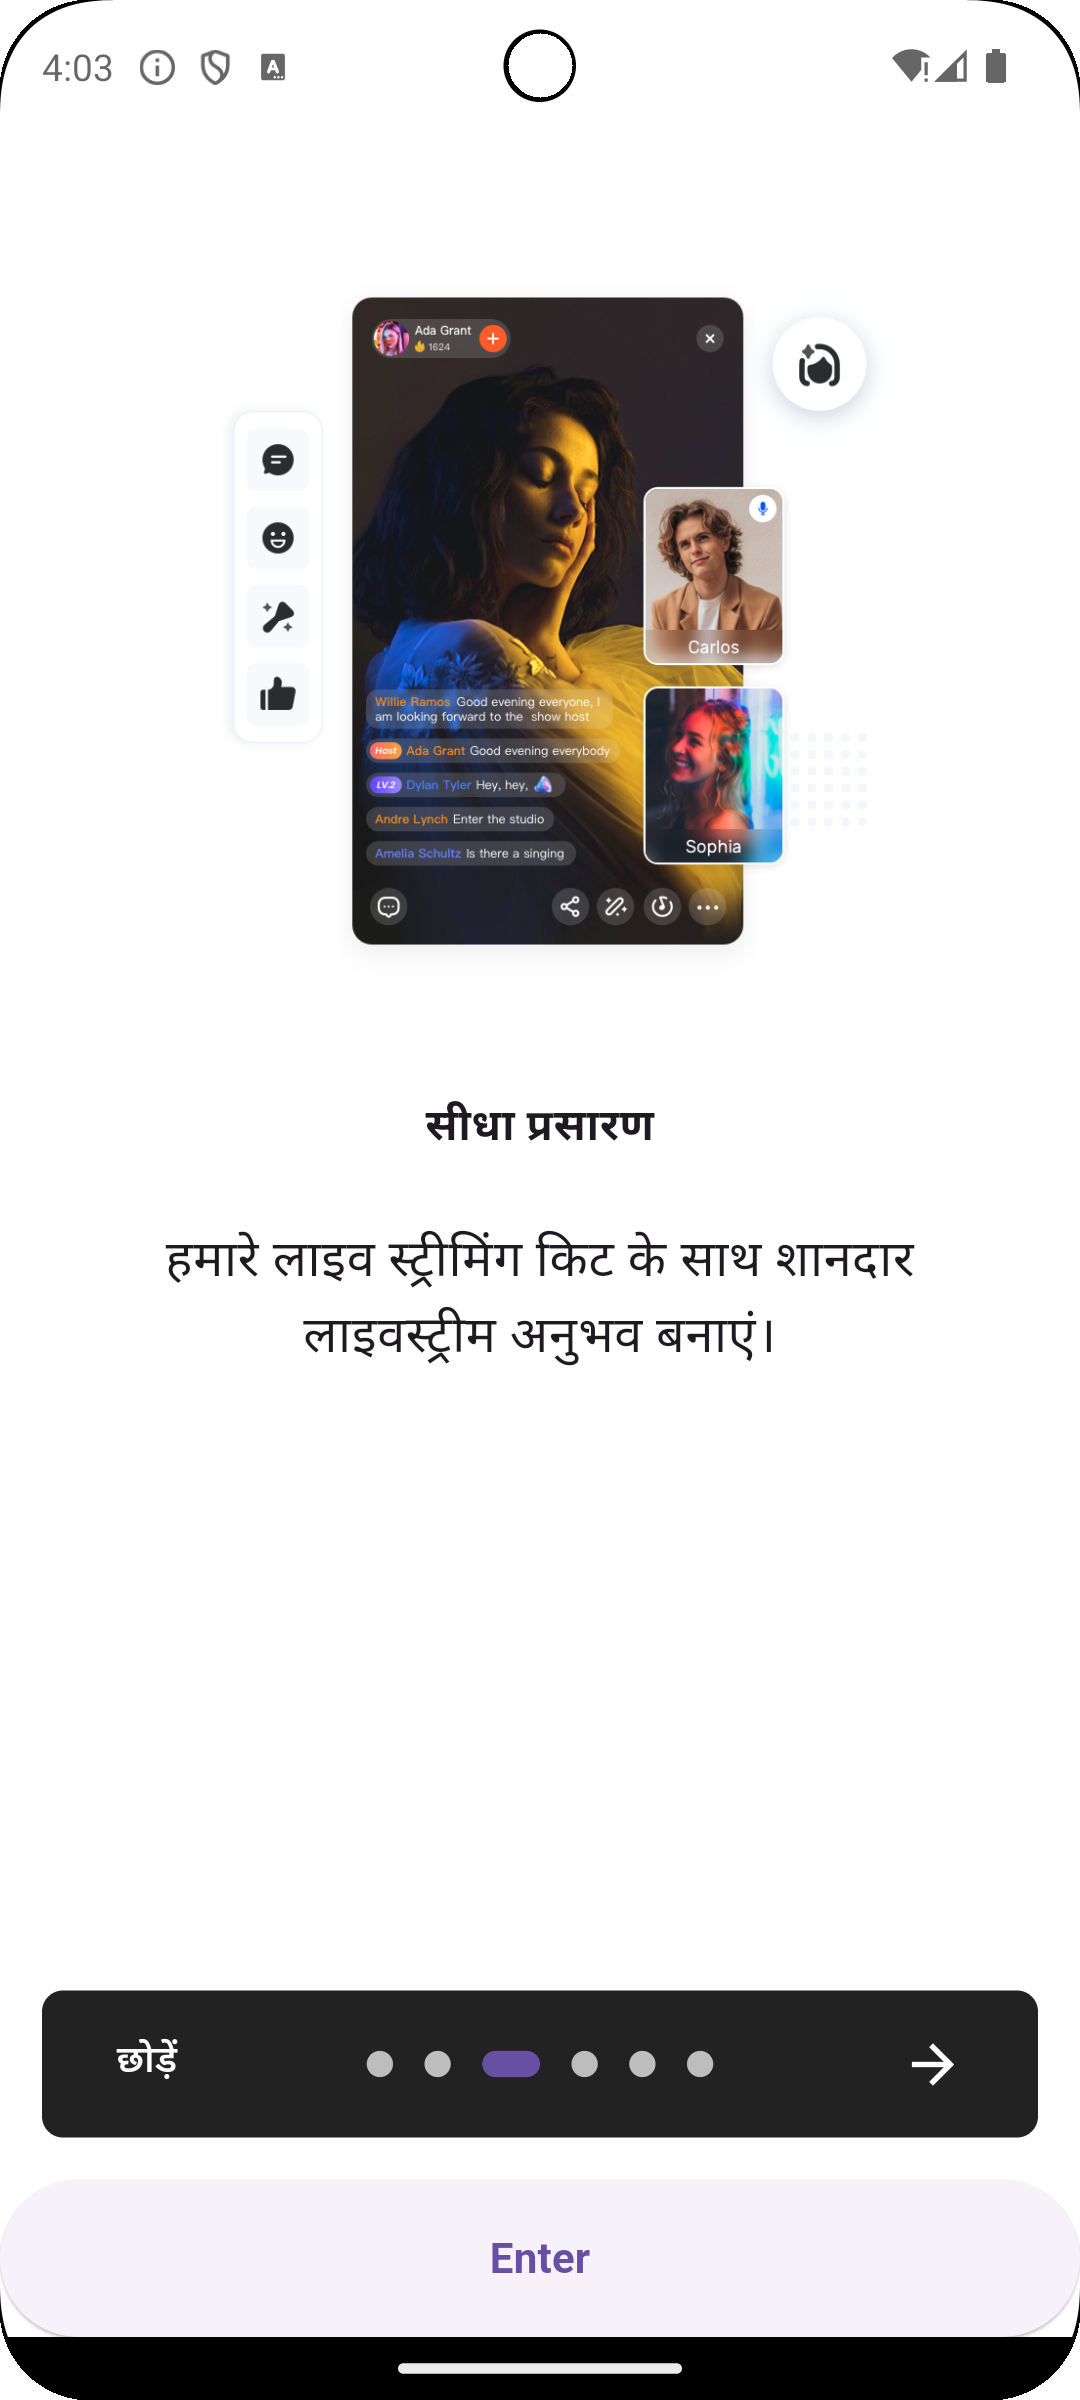 4:03
Ada Grant
1624
Carlos
Willie Ramos Good evening everyone, I
am looking forward to the show host
Host Ada Grant Good evening everybody
LV.2 Dylan Tyler Hey, hey,
Andre Lynch Enter the studio
Amelia Schultz Is there a singing
Sophia
सीधा प्रसारण
हमारे लाइव स्ट्रीमिंग किट के साथ शानदार
लाइवस्ट्रीम अनुभव बनाएं।
छोड़ें
Enter